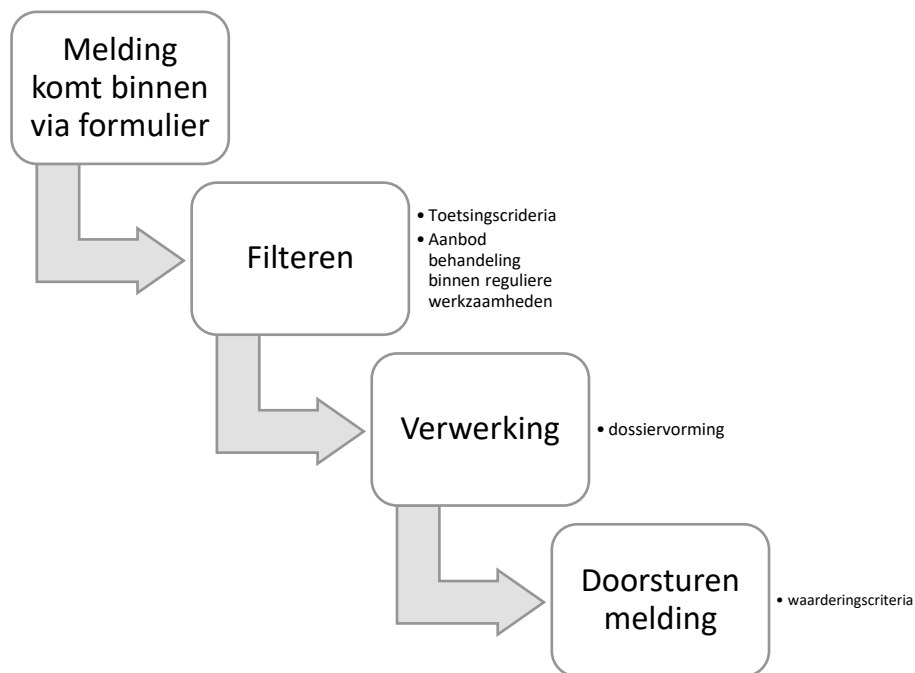 Melding
komt binnen
via formulier
Filteren
• Toetsingscrideria
• Aanbod
behandeling
binnen reguliere
werkzaamheden
Verwerking
• dossiervorming
Doorsturen
melding
• waarderingscriteria